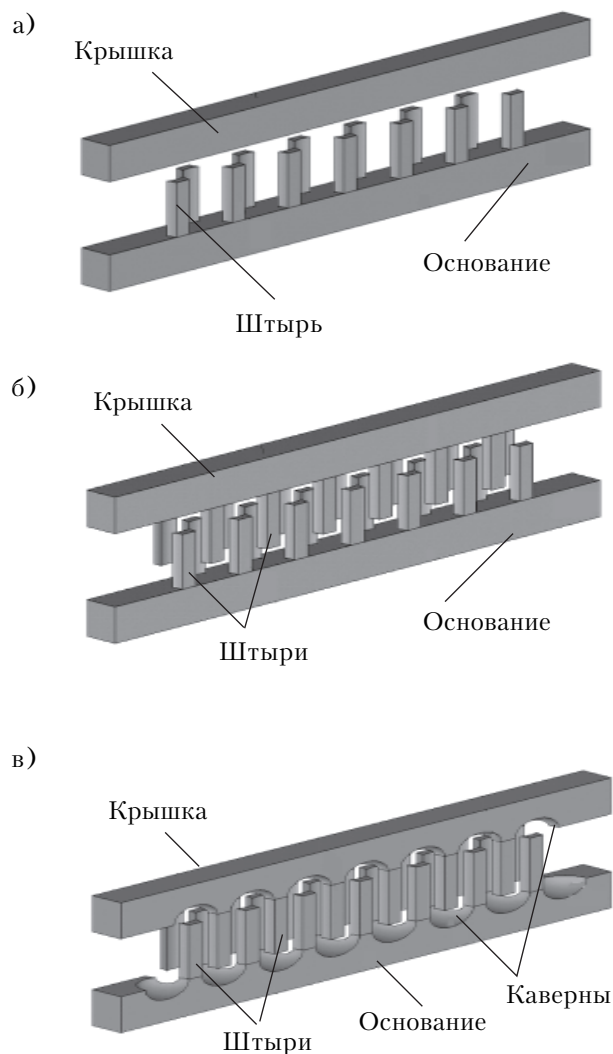 а)
Крышка
Основание
Штырь
б)
Крышка
Основание
Штыри
в)
Крышка
Каверны
Основание
Штыри